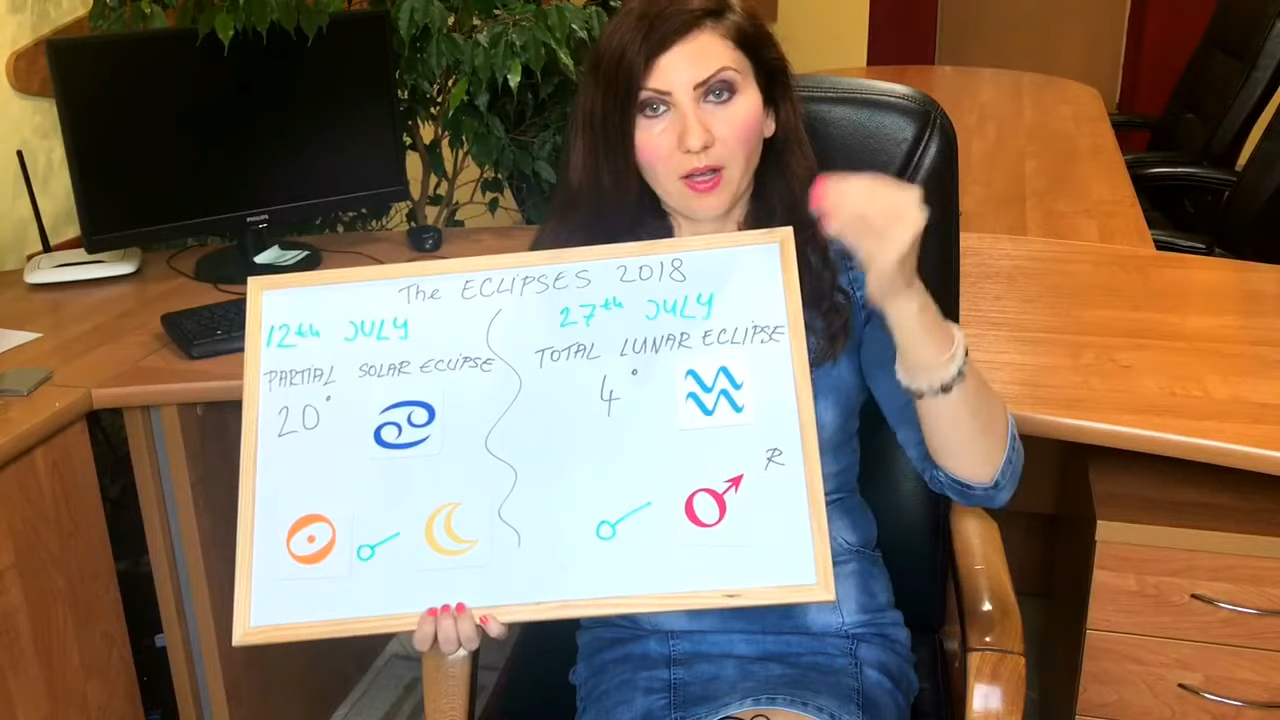 PHILIPS
The ECLIPSES 2018
12th JULY
PARTIAL SOLAR ECLIPSE
20°
27th JULY
TOTAL LUNAR ECLIPSE
4°
R